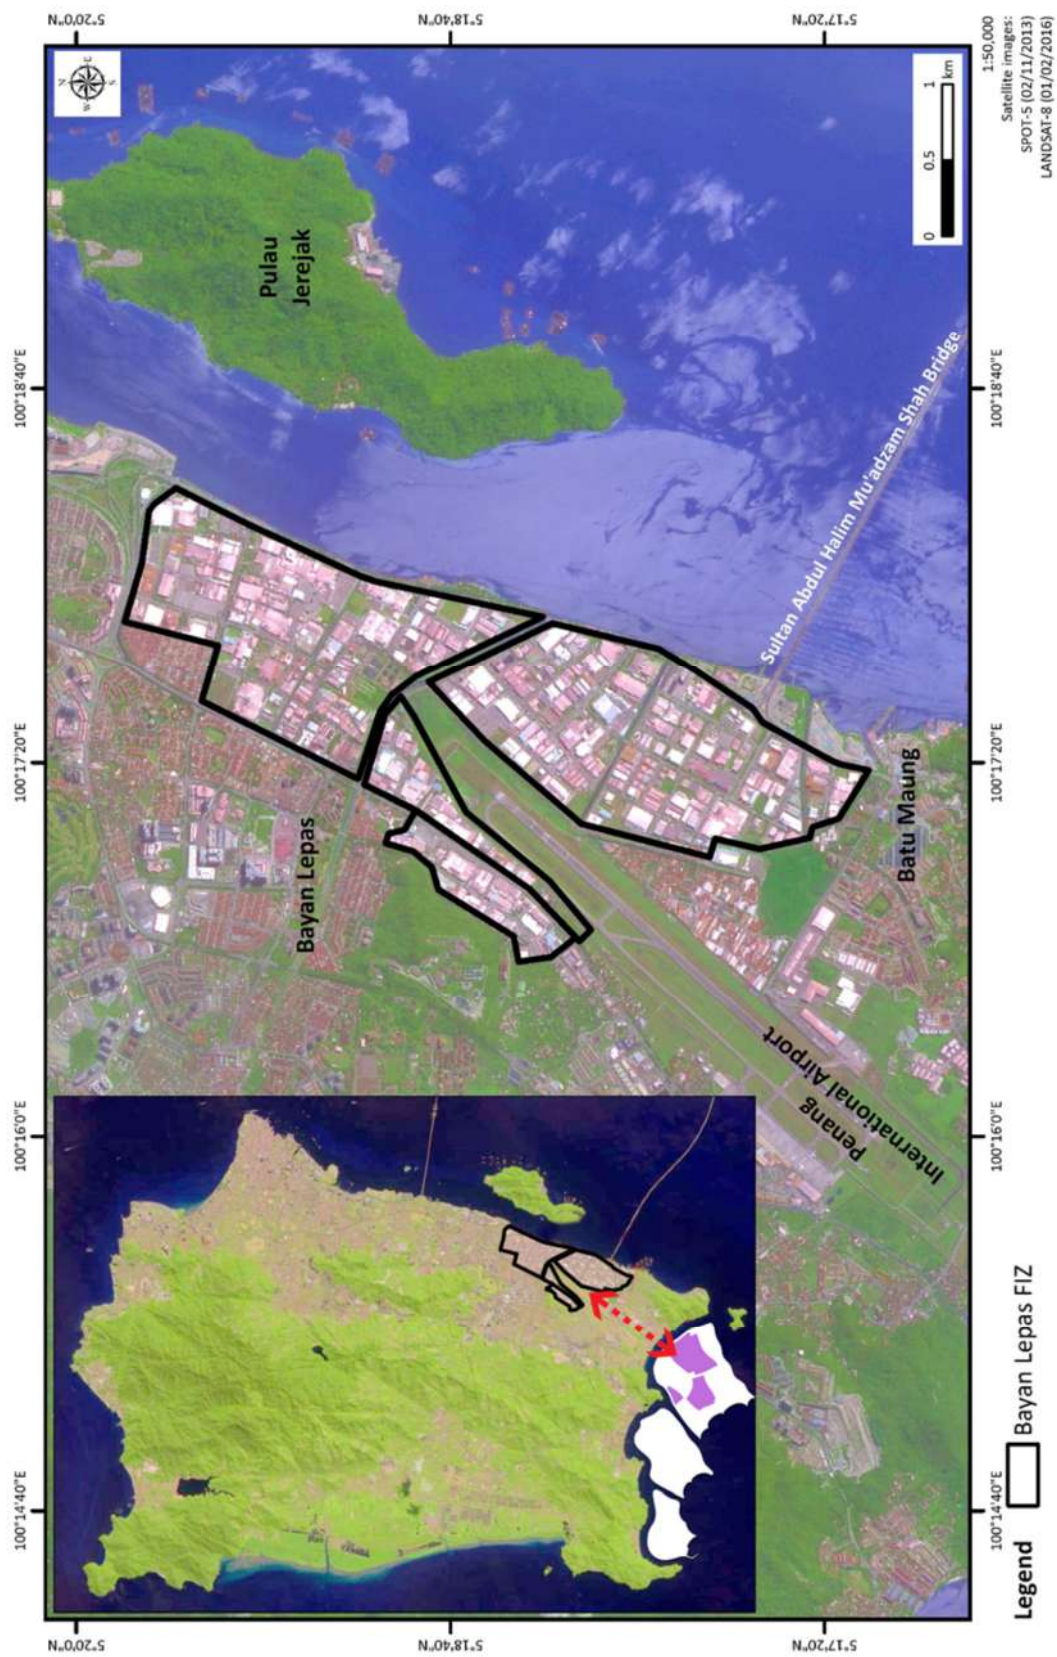 100°14'40"E
100°16'0"E
100°17'20"E
100°18'40"E
5°20'0"N
5°20'0"N
N
W
E
S
Pulau
Jerejak
Bayan Lepas
5°18'40"N
5°18'40"N
Sultan Abdul Halim Mu'adzam Shah Bridge
Penang
International Airport
Batu Maung
5°17'20"N
5°17'20"N
0
0.5
1
km
100°14'40"E
100°16'0"E
100°17'20"E
100°18'40"E
1:50,000
Legend
Bayan Lepas FIZ
Satellite images:
SPOT-5 (02/11/2013)
LANDSAT-8 (01/02/2016)